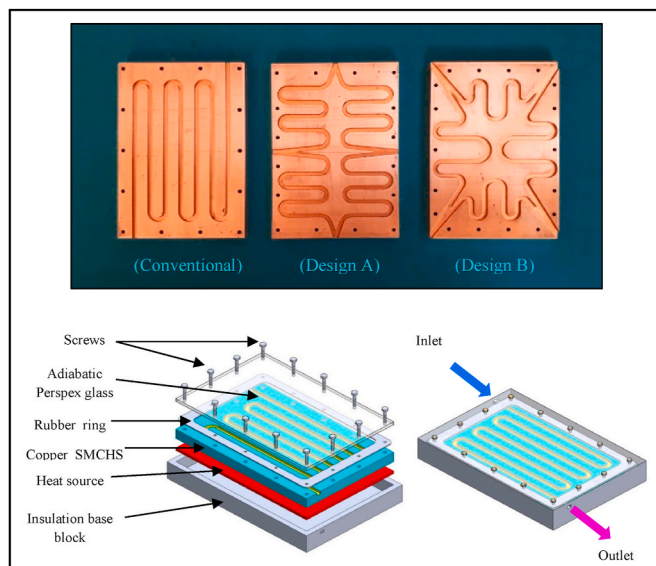 (Conventional)
(Design A)
(Design B)
Screws
Adiabatic
Perspex glass
Rubber ring
Copper SMCHS
Heat source
Insulation base
block
Inlet
Outlet